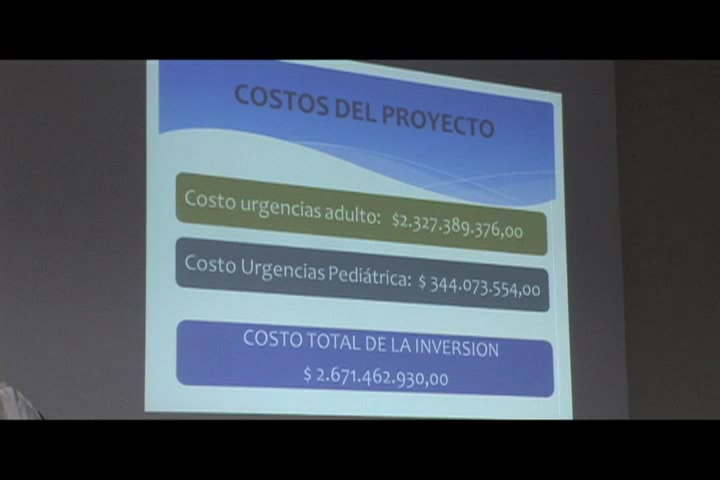 COSTOS DEL PROYECTO
Costo urgencias adulto: $2.327.389.376,00
Costo Urgencias Pediátrica: $ 344.073.554,00
COSTO TOTAL DE LA INVERSION
$ 2.671.462.930,00